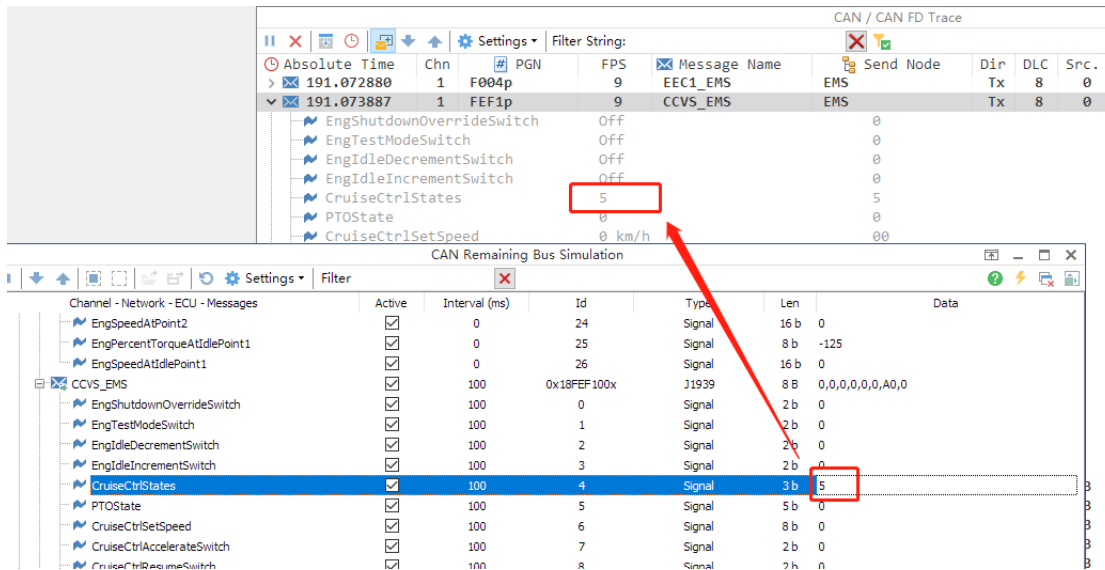 CAN / CAN FD Trace
Settings Filter String:
Absolute Time Chn PGN FPS Message Name Send Node Dir DLC Src.
191.072880 1 F004p 9 EEC1_EMS EMS Tx 8 0
191.073887 1 FEF1p 9 CCVS_EMS EMS Tx 8 0
EngShutdownOverrideSwitch Off 0
EngTestModeSwitch Off 0
EngIdleDecrementSwitch Off 0
EngIdleIncrementSwitch Off 0
CruiseCtrlStates 5 5
PTOState 0 0
CruiseCtrlSetSpeed 0 km/h 00
CAN Remaining Bus Simulation
Settings Filter
Channel - Network - ECU - Messages Active Interval (ms) Id Type Len Data
EngSpeedAtPoint2 0 24 Signal 16 b 0
EngPercentTorqueAtIdlePoint1 0 25 Signal 8 b -125
EngSpeedAtIdlePoint1 0 26 Signal 16 b 0
CCVS_EMS 100 0x18FEF100x J1939 8 B 0,0,0,0,0,0,A0,0
EngShutdownOverrideSwitch 100 0 Signal 2 b 0
EngTestModeSwitch 100 1 Signal 2 b 0
EngIdleDecrementSwitch 100 2 Signal 2 b 0
EngIdleIncrementSwitch 100 3 Signal 2 b 0
CruiseCtrlStates 100 4 Signal 3 b 5
PTOState 100 5 Signal 5 b 0
CruiseCtrlSetSpeed 100 6 Signal 8 b 0
CruiseCtrlAccelerateSwitch 100 7 Signal 2 b 0
CruiseCtrlResumeSwitch 100 8 Signal 2 b 0